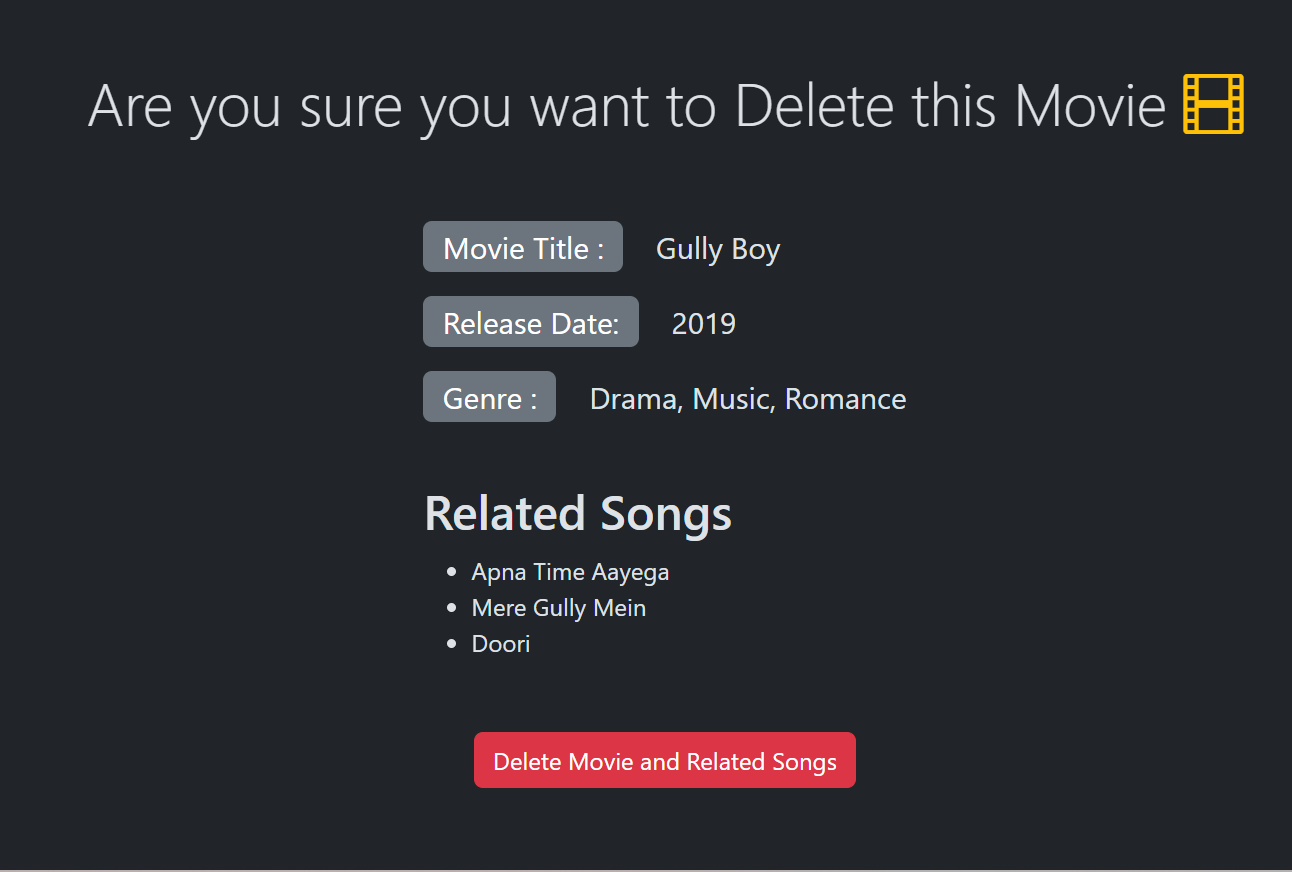 Are you sure you want to Delete this Movie
Movie Title : Gully Boy
Release Date: 2019
Genre : Drama, Music, Romance
Related Songs
Apna Time Aayega
Mere Gully Mein
Doori
Delete Movie and Related Songs